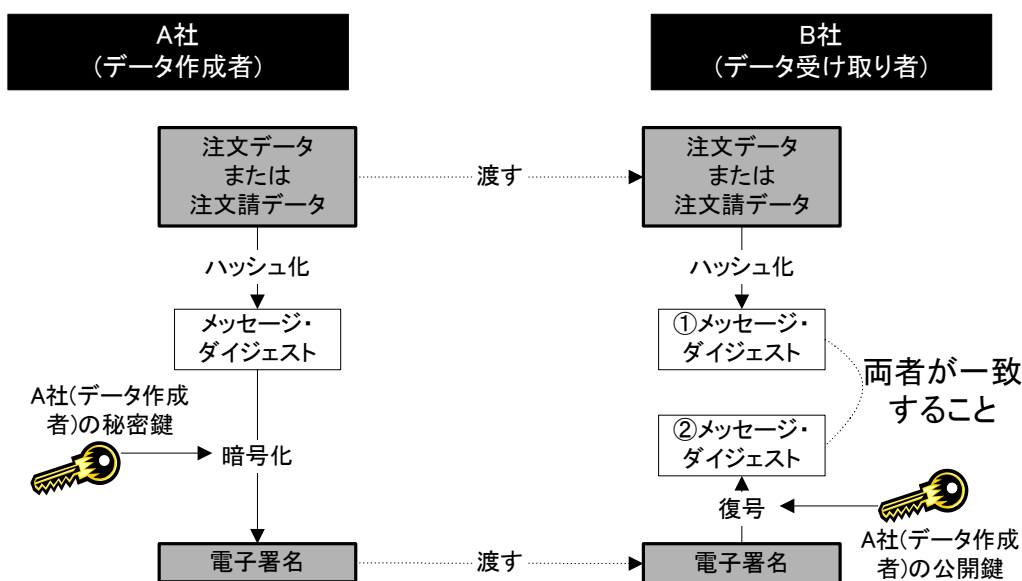 A社
(データ作成者)
B社
(データ受け取り者)
注文データ
または
注文請データ
渡す
注文データ
または
注文請データ
ハッシュ化
ハッシュ化
メッセージ・
ダイジェスト
①メッセージ・
ダイジェスト
両者が一致
すること
A社(データ作成
者)の秘密鍵
暗号化
②メッセージ・
ダイジェスト
復号
A社(データ作成
者)の公開鍵
電子署名
渡す
電子署名